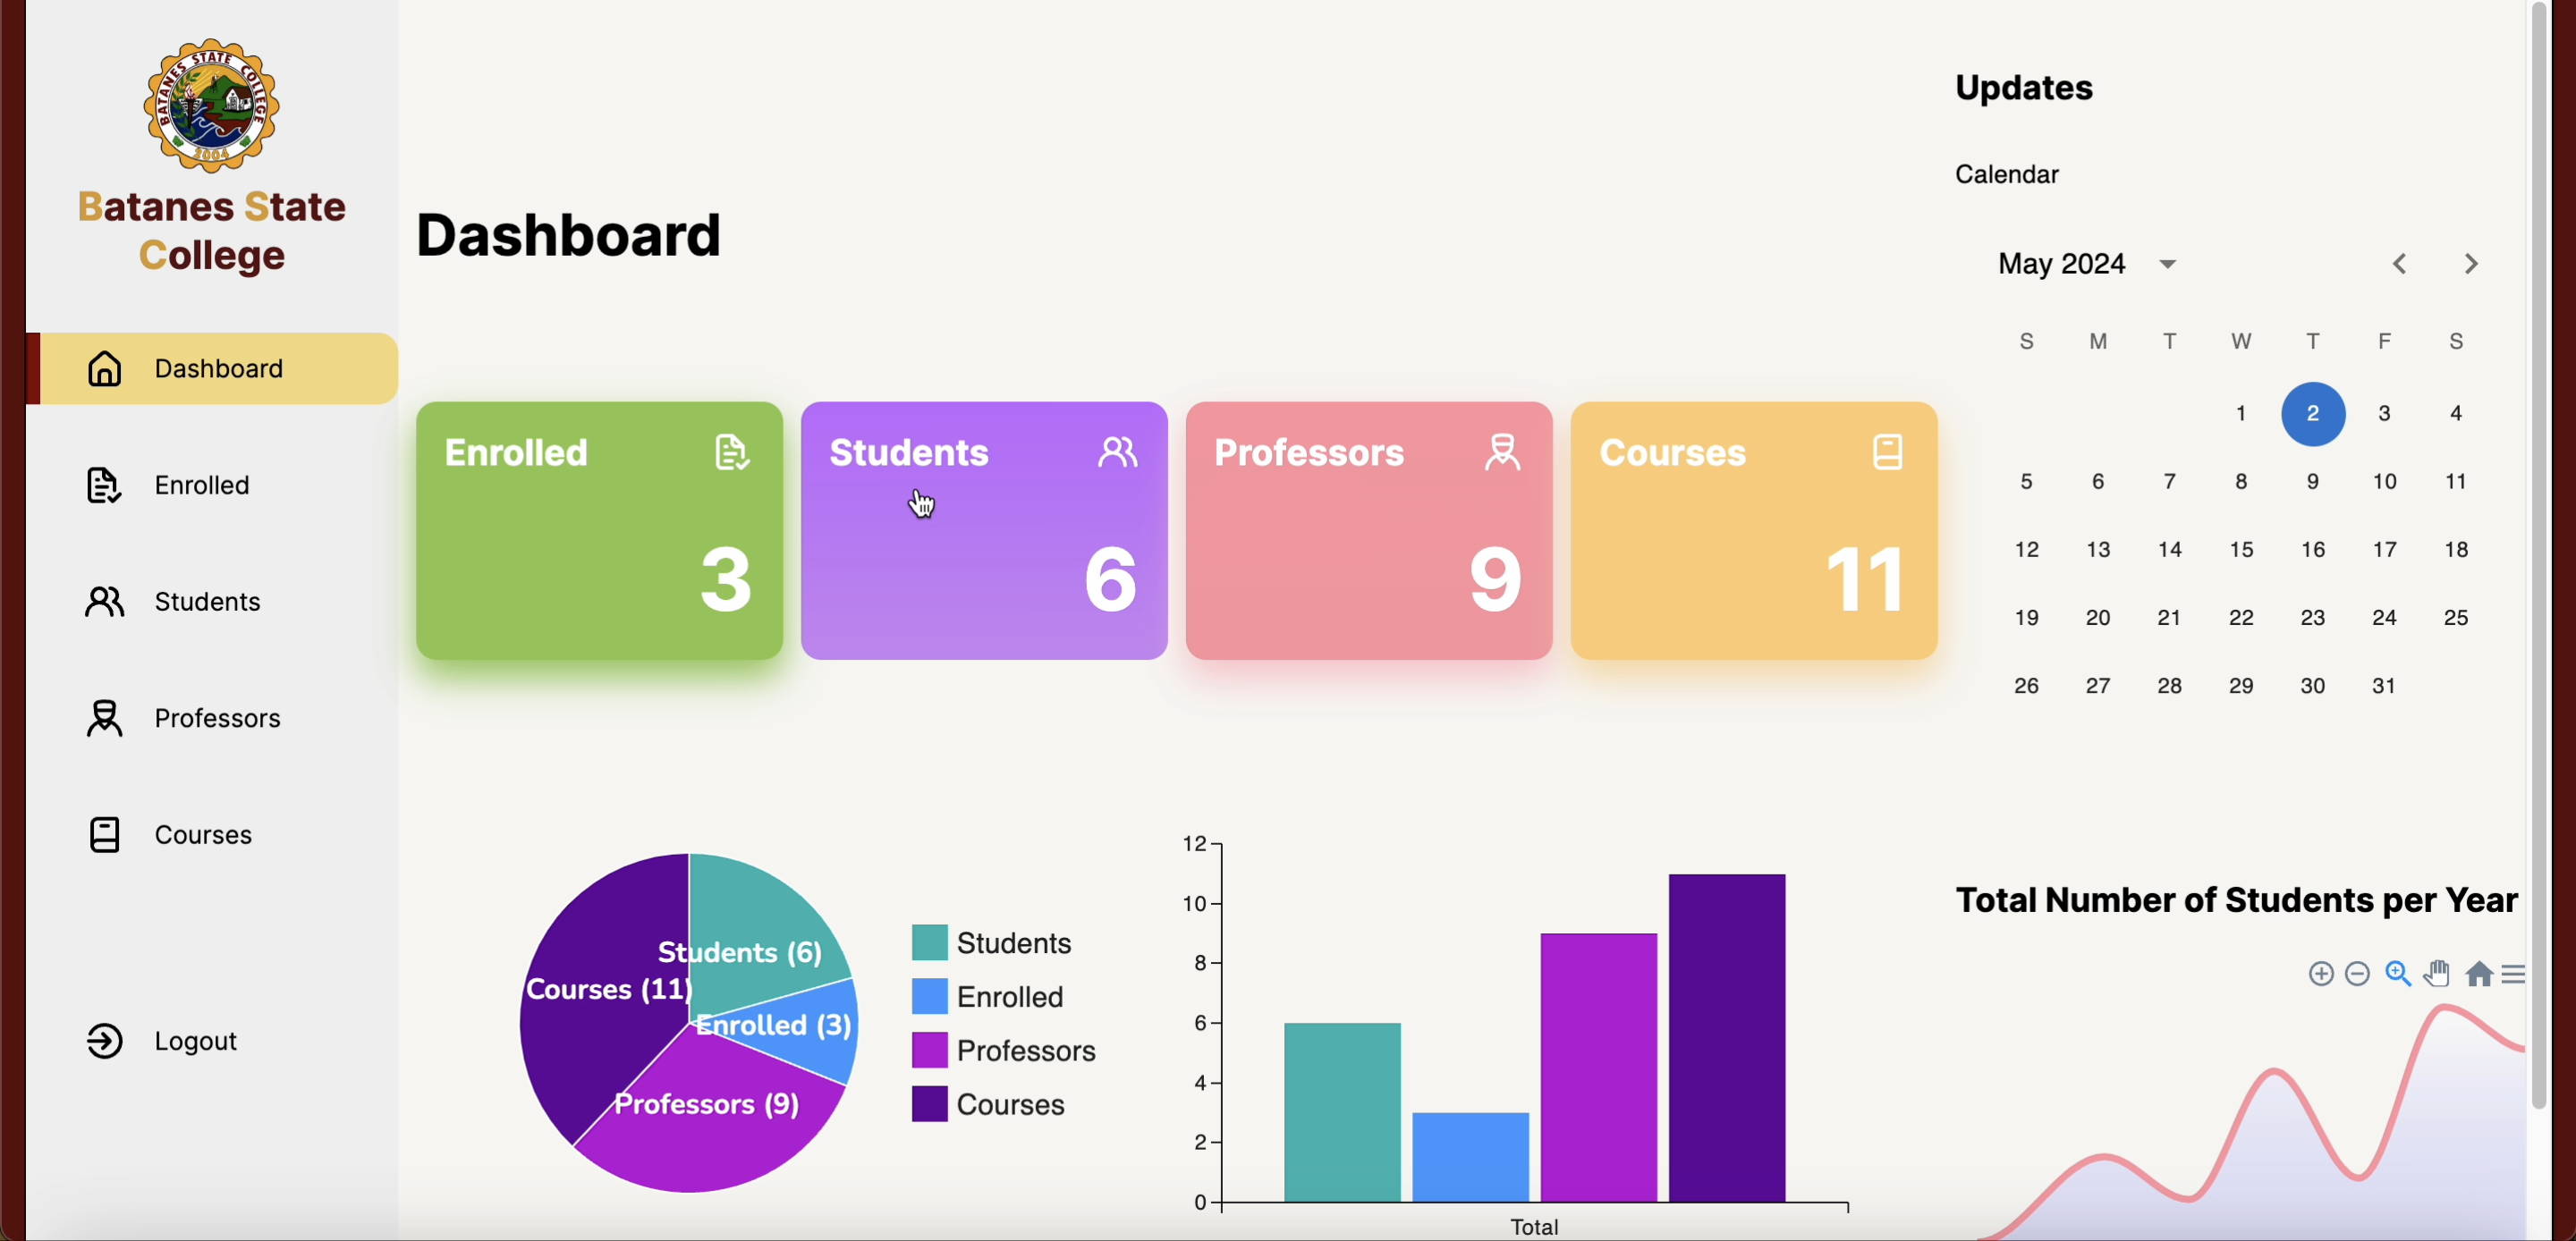 BATANES STATE COLLEGE
2004
Batanes State
College
Dashboard
Enrolled
Students
Professors
Courses
Logout
Dashboard
Enrolled
3
Students
6
Professors
9
Courses
11
Updates
Calendar
May 2024
S M T W T F S
1 2 3 4
5 6 7 8 9 10 11
12 13 14 15 16 17 18
19 20 21 22 23 24 25
26 27 28 29 30 31
Students (6)
Courses (11)
Enrolled (3)
Professors (9)
Students
Enrolled
Professors
Courses
12
10
8
6
4
2
0
Total
Total Number of Students per Year